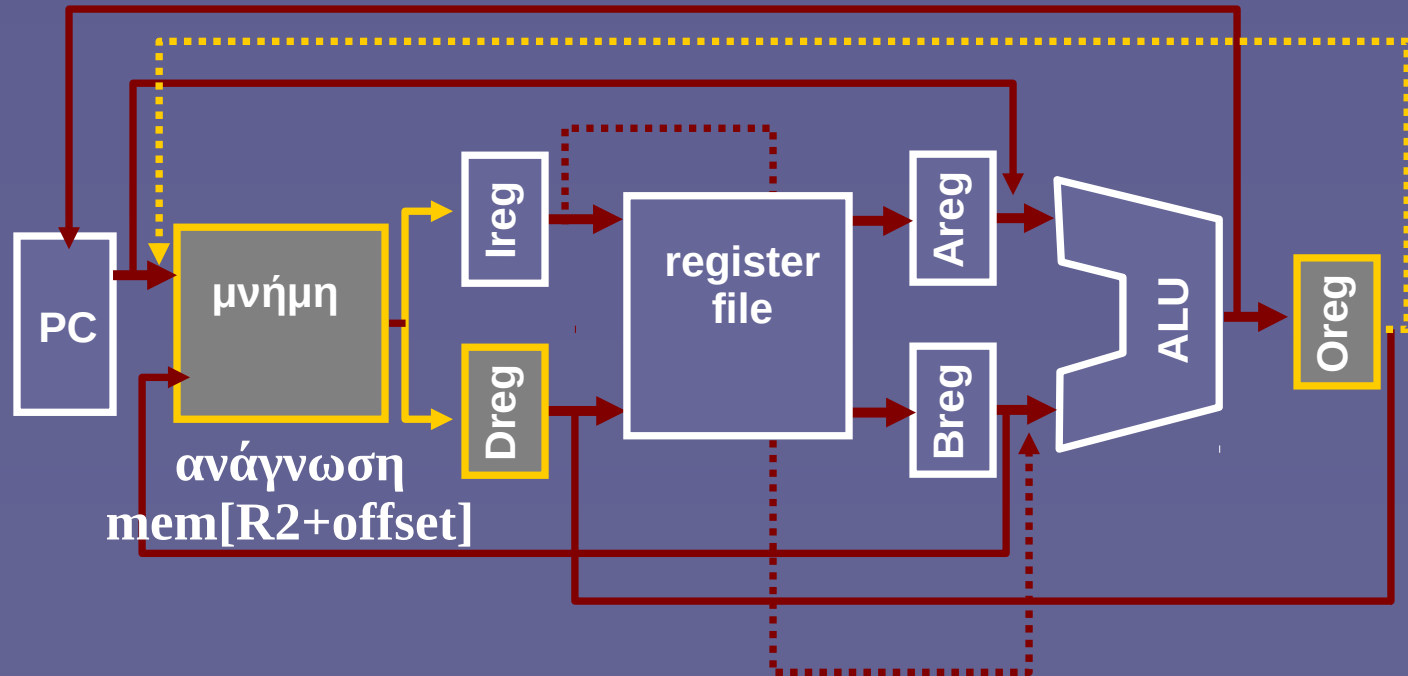 PC
μνήμη
ανάγνωση
mem[R2+offset]
Ireg
Dreg
register
file
Areg
Breg
ALU
Oreg